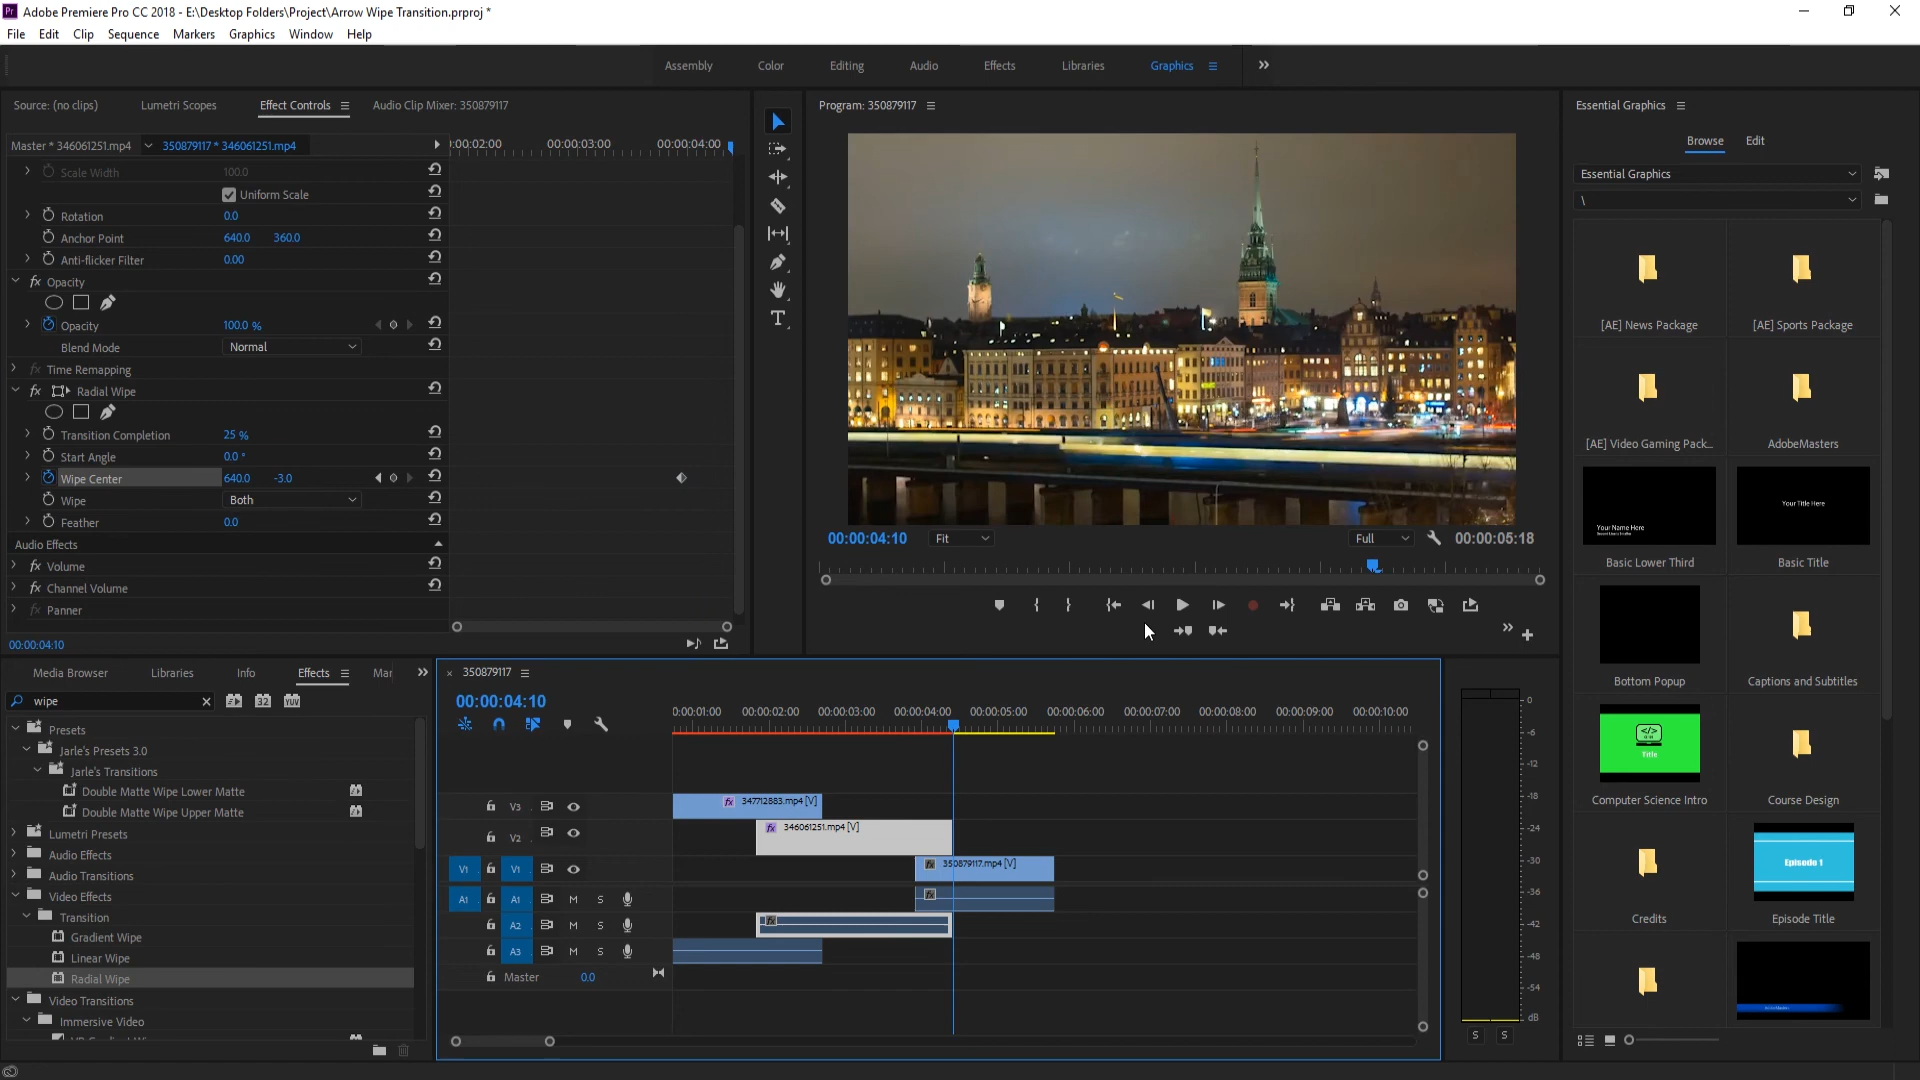 Pr Adobe Premiere Pro CC 2018 - E:\Desktop Folders\Project\Arrow Wipe Transition.prproj *
File Edit Clip Sequence Markers Graphics Window Help
Assembly Color Editing Audio Effects Libraries Graphics
Source: (no clips) Lumetri Scopes Effect Controls Audio Clip Mixer: 350879117
Master * 346061251.mp4 350879117 * 346061251.mp4
:00:02:00 00:00:03:00 00:00:04:00
Scale Width 100.0
Uniform Scale
Rotation 0.0
Anchor Point 640.0 360.0
Anti-flicker Filter 0.00
fx Opacity
Opacity 100.0 %
Blend Mode Normal
fx Time Remapping
fx Radial Wipe
Transition Completion 25 %
Start Angle 0.0 °
Wipe Center 640.0 -3.0
Wipe Both
Feather 0.0
Audio Effects
fx Volume
fx Channel Volume
fx Panner
00:00:04:10
T
Program: 350879117
00:00:04:10 Fit Full 00:00:05:18
Essential Graphics
Browse Edit
Essential Graphics
\
[AE] News Package [AE] Sports Package
[AE] Video Gaming Pack... AdobeMasters
Your Name Here
Your Title Here
Basic Lower Third Basic Title
Bottom Popup Captions and Subtitles
</>
Title
Computer Science Intro Course Design
Episode 1
Credits Episode Title
Media Browser Libraries Info Effects Mar
wipe 32 YUV
Presets
Jarle's Presets 3.0
Jarle's Transitions
Double Matte Wipe Lower Matte
Double Matte Wipe Upper Matte
Lumetri Presets
Audio Effects
Audio Transitions
Video Effects
Transition
Gradient Wipe
Linear Wipe
Radial Wipe
Video Transitions
Immersive Video
× 350879117
00:00:04:10
0:00:01:00 00:00:02:00 00:00:03:00 00:00:04:00 00:00:05:00 00:00:06:00 00:00:07:00 00:00:08:00 00:00:09:00 00:00:10:00
V3 fx 347712883.mp4 [V]
V2 fx 346061251.mp4 [V]
V1 V1 fx 350879117.mp4 [V]
A1 A1 M S fx
A2 M S fx
A3 M S
Master 0.0
0
-6
-12
-18
-24
-30
-36
-42
-48
-54
dB
S S